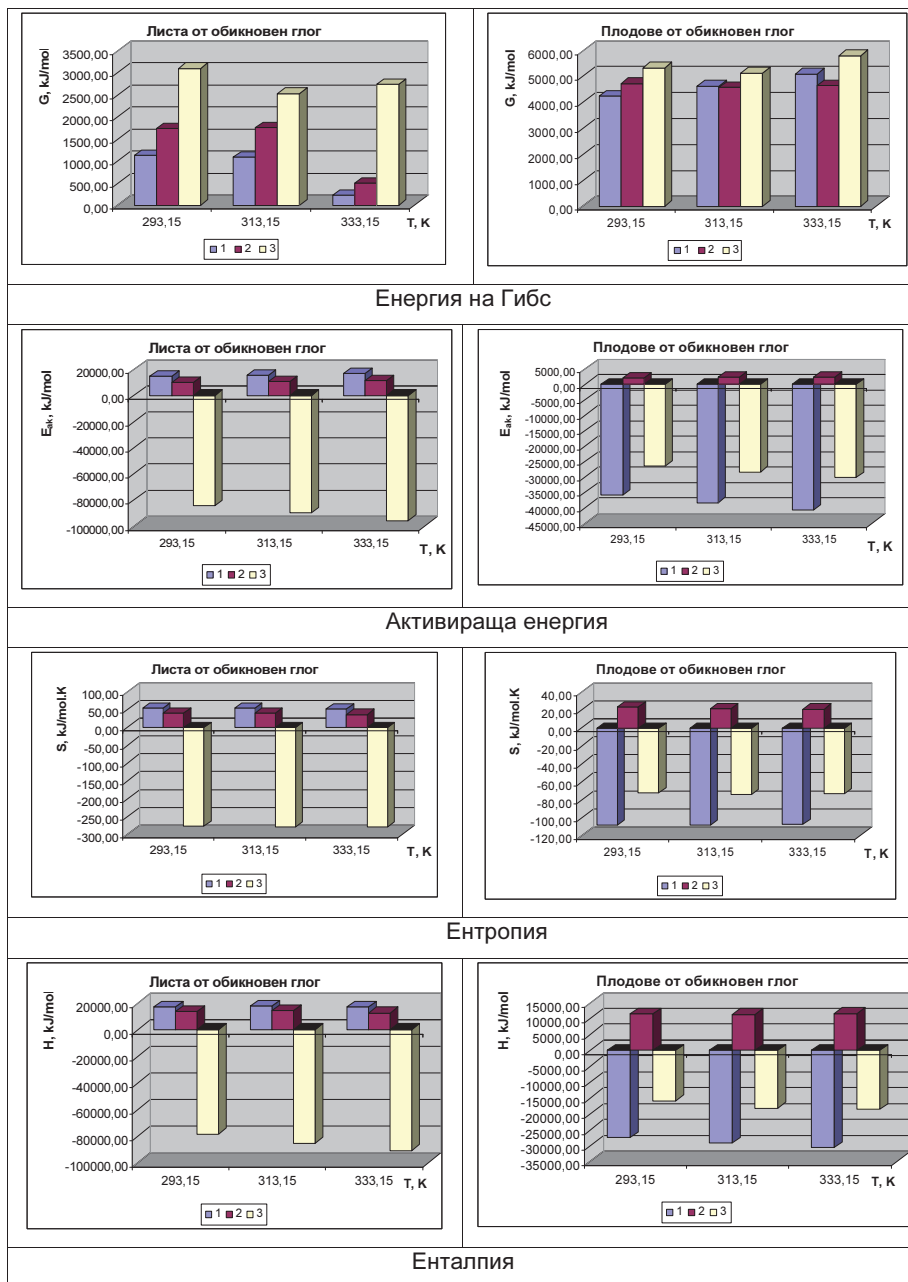 Листа от обикновен глог
G, kJ/mol
3500,00
3000,00
2500,00
2000,00
1500,00
1000,00
500,00
0,00
293,15 313,15 333,15 T, K
1 2 3
Плодове от обикновен глог
G, kJ/mol
6000,00
5000,00
4000,00
3000,00
2000,00
1000,00
0,00
293,15 313,15 333,15 T, K
1 2 3
Енергия на Гибс
Листа от обикновен глог
Eak, kJ/mol
20000,00
0,00
-20000,00
-40000,00
-60000,00
-80000,00
-100000,00
293,15 313,15 333,15 T, K
1 2 3
Плодове от обикновен глог
Eak, kJ/mol
5000,00
0,00
-5000,00
-10000,00
-15000,00
-20000,00
-25000,00
-30000,00
-35000,00
-40000,00
-45000,00
293,15 313,15 333,15 T, K
1 2 3
Активираща енергия
Листа от обикновен глог
S, kJ/mol.K
100,00
50,00
0,00
-50,00
-100,00
-150,00
-200,00
-250,00
-300,00
293,15 313,15 333,15 T, K
1 2 3
Плодове от обикновен глог
S, kJ/mol.K
40,00
20,00
0,00
-20,00
-40,00
-60,00
-80,00
-100,00
-120,00
293,15 313,15 333,15 T, K
1 2 3
Ентропия
Листа от обикновен глог
H, kJ/mol
20000,00
0,00
-20000,00
-40000,00
-60000,00
-80000,00
-100000,00
293,15 313,15 333,15 T, K
1 2 3
Плодове от обикновен глог
H, kJ/mol
15000,00
10000,00
5000,00
0,00
-5000,00
-10000,00
-15000,00
-20000,00
-25000,00
-30000,00
-35000,00
293,15 313,15 333,15 T, K
1 2 3
Енталпия